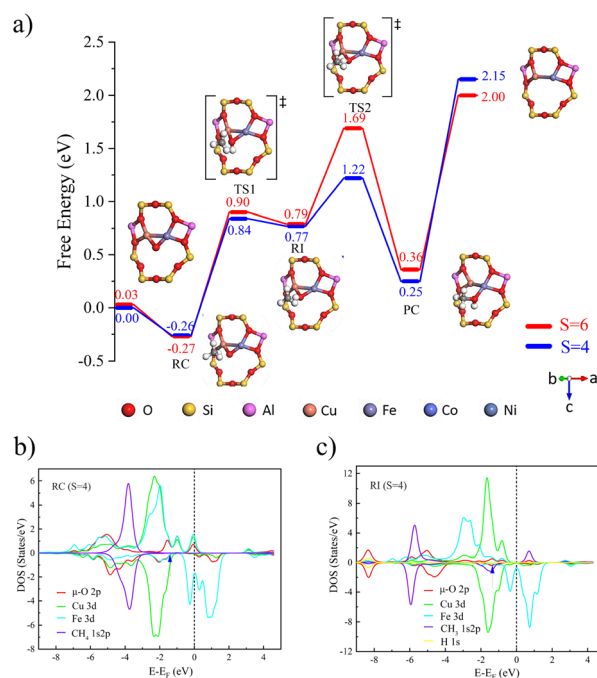 a)
Free Energy (eV)
2.5
2.0
1.5
1.0
0.5
0.0
-0.5
0.03
0.00
-0.26
-0.27
RC
‡
TS1
0.90
0.84
0.79
0.77
RI
‡
TS2
1.69
1.22
0.36
0.25
PC
2.15
2.00
S=6
S=4
b a
c
O Si Al Cu Fe Co Ni
b)
RC (S=4)
DOS (States/eV)
6
4
2
0
-2
-4
-6
-8
μ-O 2p
Cu 3d
Fe 3d
CH4 1s2p
-8 -6 -4 -2 0 2 4
E-EF (eV)
c)
RI (S=4)
DOS (States/eV)
12
8
4
0
-4
-8
-12
μ-O 2p
Cu 3d
Fe 3d
CH3 1s2p
H 1s
-8 -6 -4 -2 0 2 4
E-EF (eV)